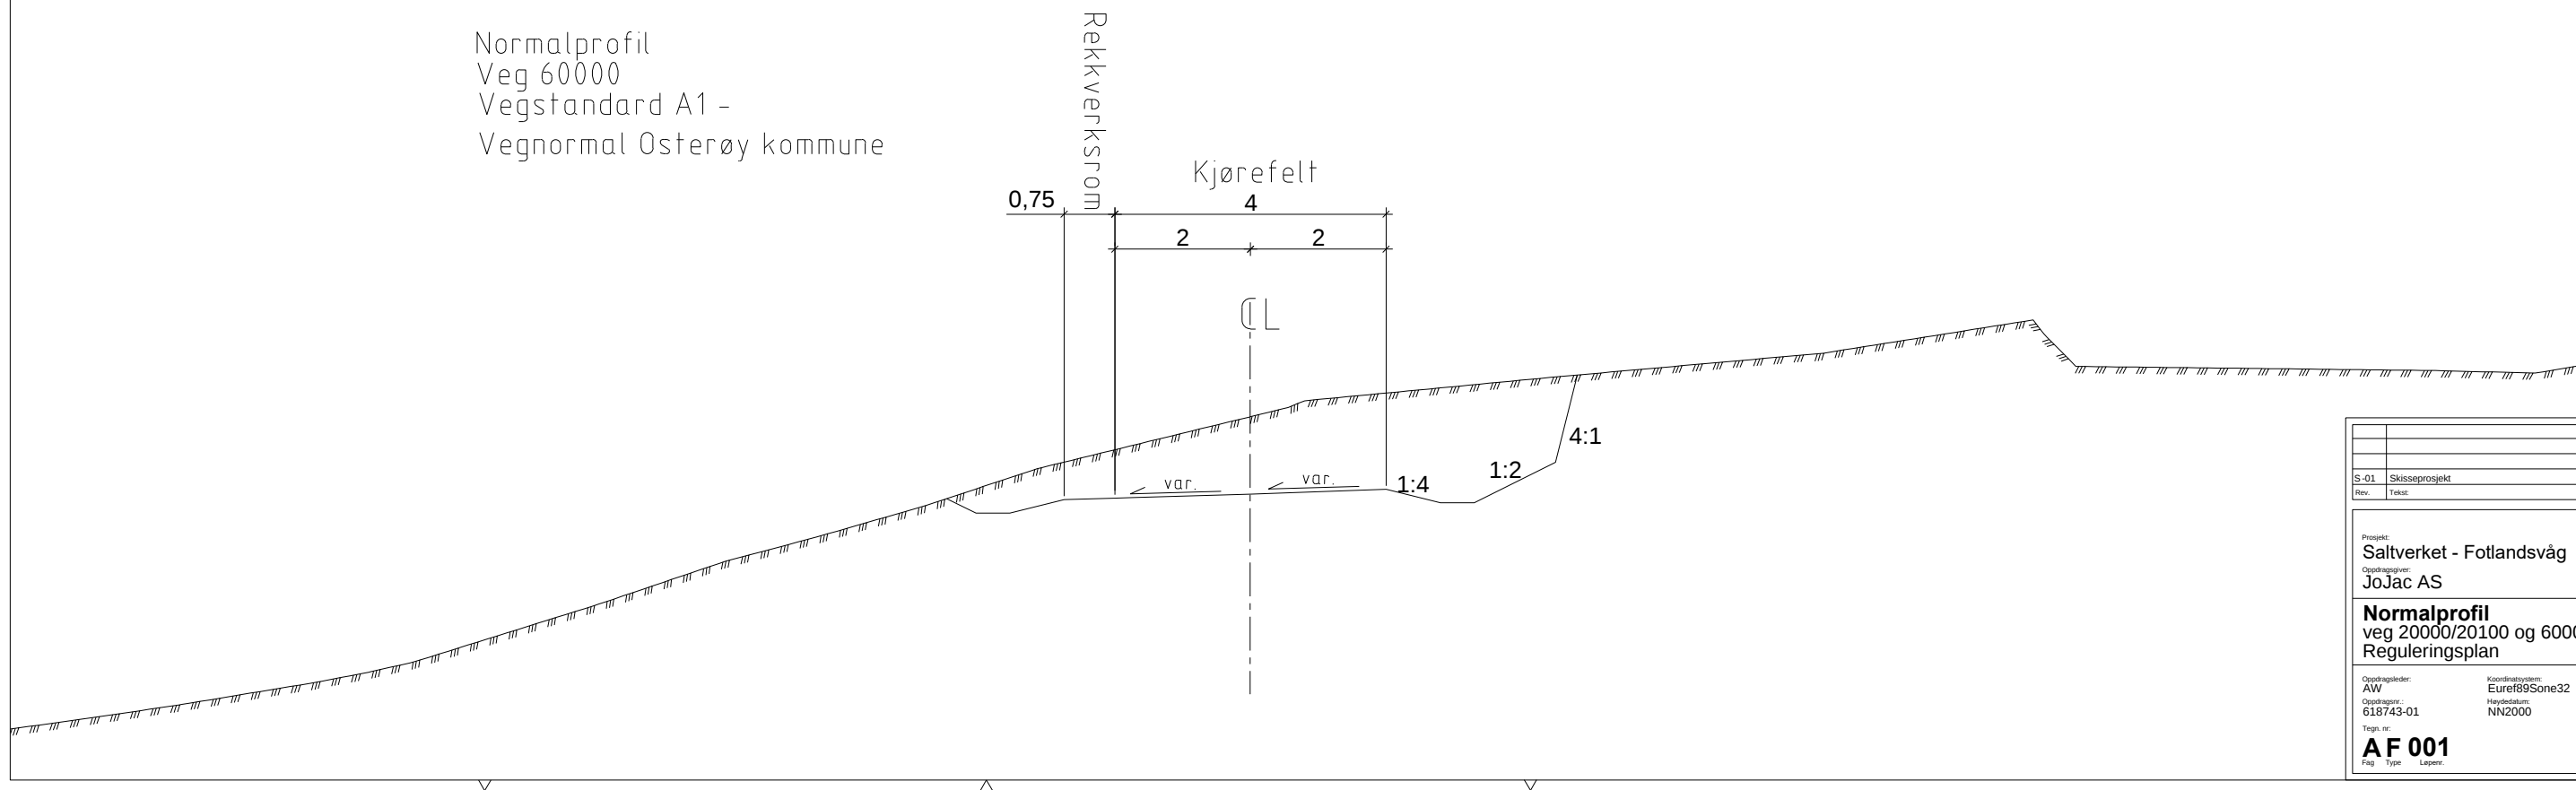 Normalprofil
Veg 60000
Vegstandard A1 -
Vegnormal Osterøy kommune
Rekkverksrom
Kjørefelt
0,75
4
2
2
CL
var.
var.
1:4
1:2
4:1
S-01 Skisseprosjekt
Rev. Tekst:
Prosjekt:
Saltverket - Fotlandsvåg
Oppdragsgiver:
JoJac AS
Normalprofil
veg 20000/20100 og 6000
Reguleringsplan
Oppdragsleder: Koordinatsystem:
AW Euref89Sone32
Oppdragsnr.: Høydedatum:
618743-01 NN2000
Tegn. nr:
A F 001
Fag Type Løpenr.